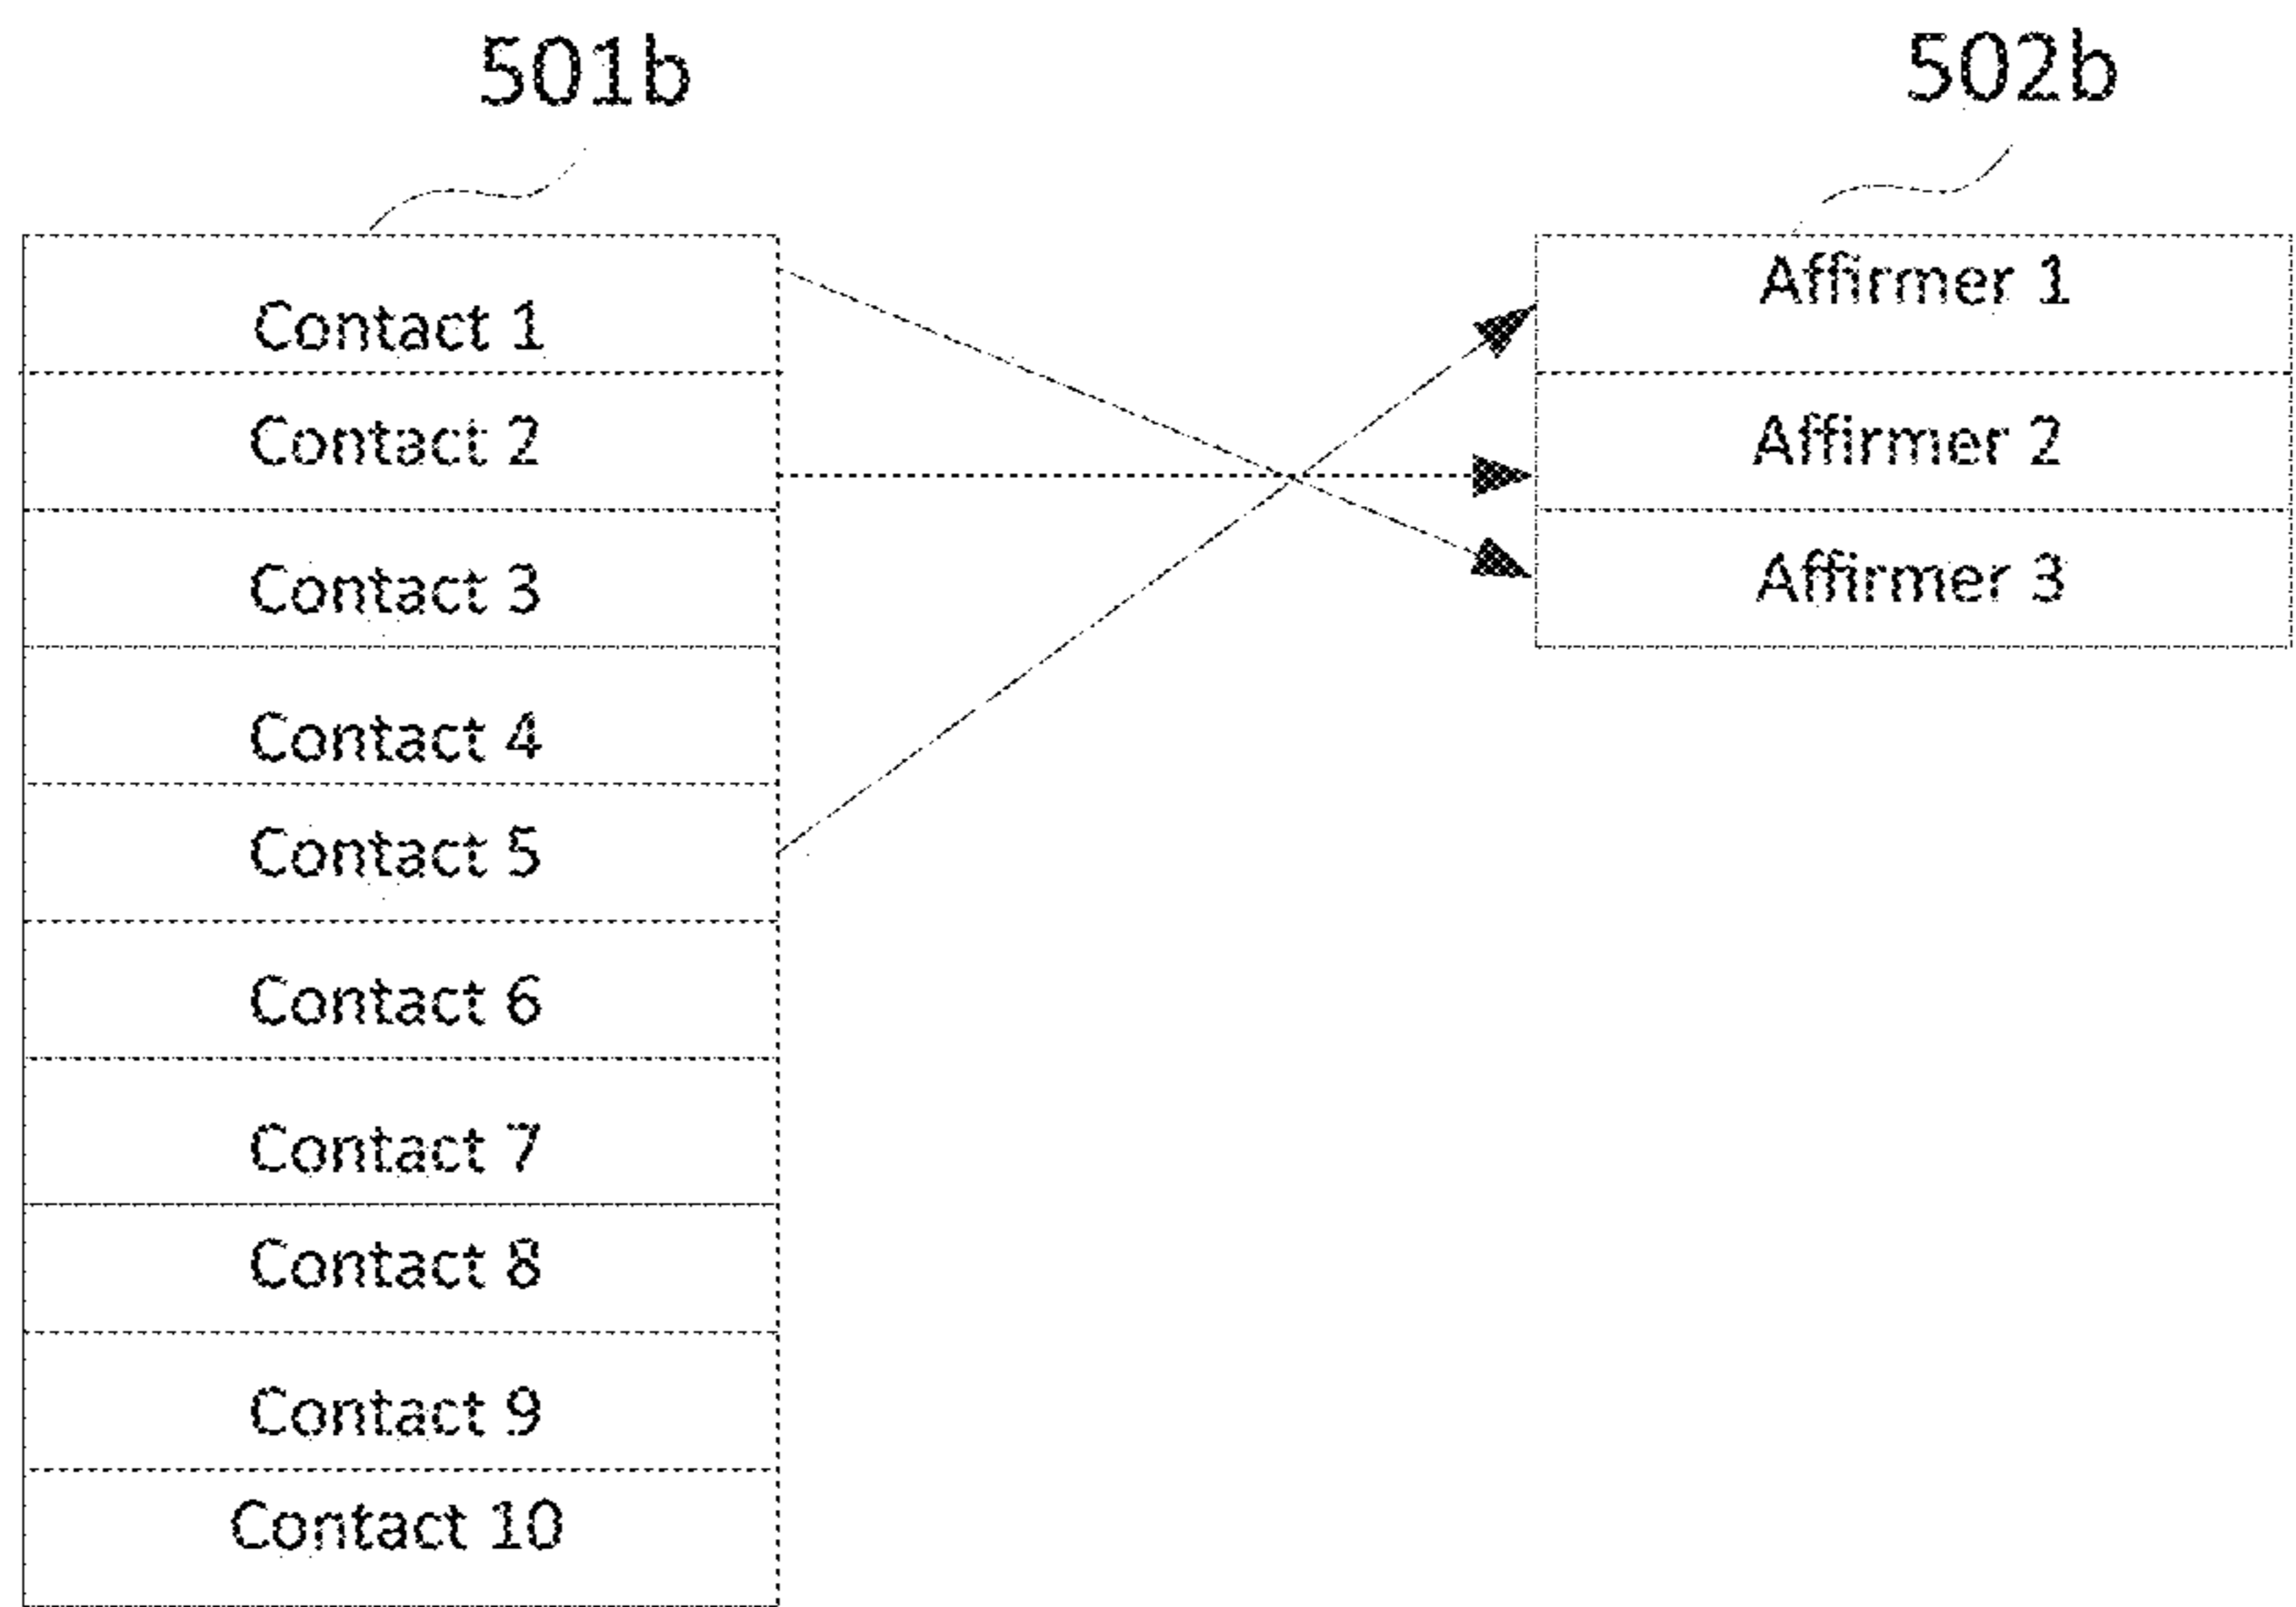 501b
502b
Contact 1
Contact 2
Contact 3
Contact 4
Contact 5
Contact 6
Contact 7
Contact 8
Contact 9
Contact 10
Affirmer 1
Affirmer 2
Affirmer 3